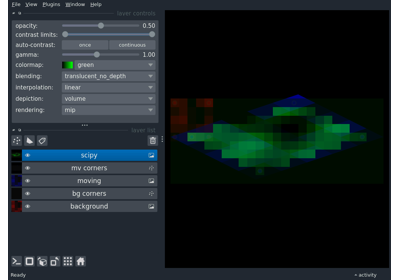 File View Plugins Window Help
layer controls
opacity: 0.50
contrast limits:
auto-contrast: once continuous
gamma: 1.00
colormap: green
blending: translucent_no_depth
interpolation: linear
depiction: volume
rendering: mip
layer list
scipy
mv corners
moving
bg corners
background
Ready activity